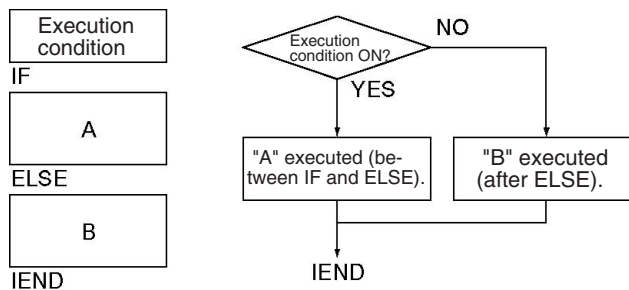 Execution
condition
IF
A
ELSE
B
IEND
Execution
condition ON?
NO
YES
"A" executed (be-
tween IF and ELSE).
"B" executed
(after ELSE).
IEND